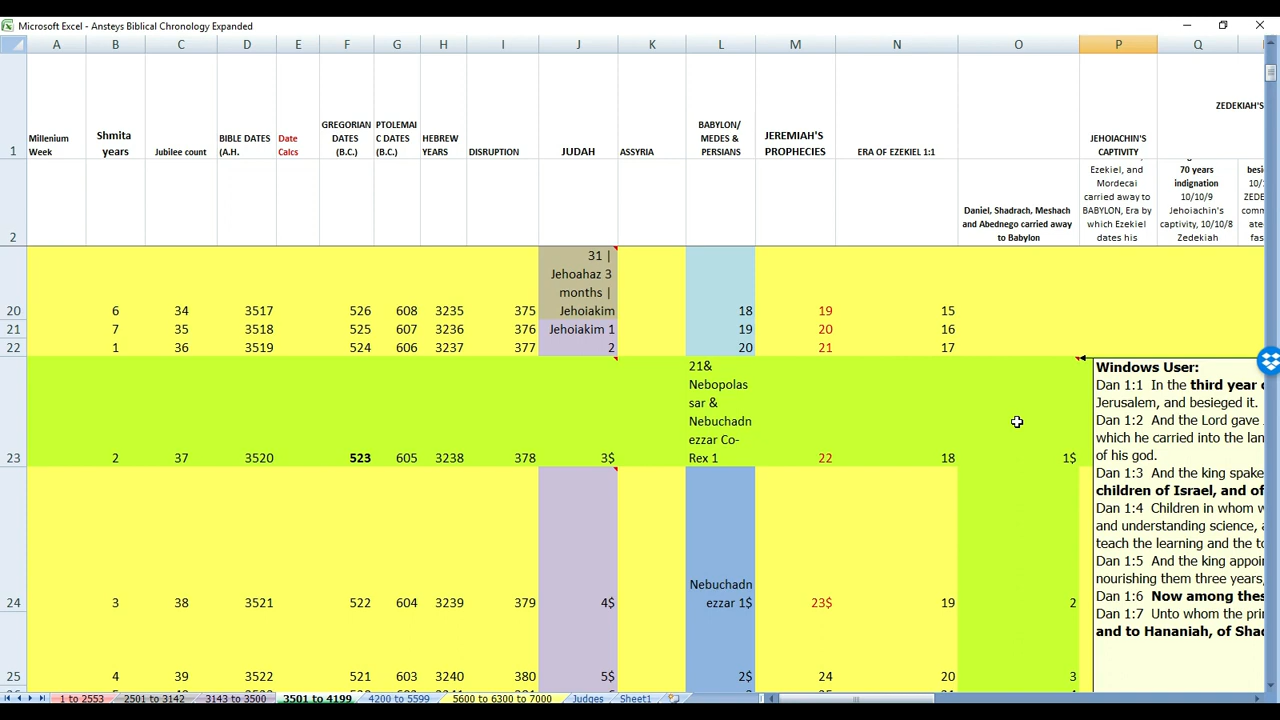 Microsoft Excel - Ansteys Biblical Chronology Expanded
A B C D E F G H I J K L M N O P Q
1 Millenium Week Shmita years Jubilee count BIBLE DATES (A.H. Date Calcs GREGORIAN DATES (B.C.) PTOLEMAI C DATES (B.C.) HEBREW YEARS DISRUPTION JUDAH ASSYRIA BABYLON/ MEDES & PERSIANS JEREMIAH'S PROPHECIES ERA OF EZEKIEL 1:1 JEHOIACHIN'S CAPTIVITY ZEDEKIAH'S
2 Daniel, Shadrach, Meshach and Abednego carried away to Babylon
Ezekiel, and Mordecai carried away to BABYLON, Era by which Ezekiel dates his
70 years indignation 10/10/9 Jehoiachin's captivity, 10/10/8 Zedekiah
20 6 34 3517 526 608 3235 375 31 | Jehoahaz 3 months | Jehoiakim 18 19 15
21 7 35 3518 525 607 3236 376 Jehoiakim 1 19 20 16
22 1 36 3519 524 606 3237 377 2 20 21 17
23 2 37 3520 523 605 3238 378 3$ 21& Nebopolas sar & Nebuchadn ezzar Co- Rex 1 22 18 1$
24 3 38 3521 522 604 3239 379 4$ Nebuchadn ezzar 1$ 23$ 19 2
25 4 39 3522 521 603 3240 380 5$ 2$ 24 20 3
Windows User:
Dan 1:1 In the third year
Jerusalem, and besieged it.
Dan 1:2 And the Lord gave
which he carried into the lan
of his god.
Dan 1:3 And the king spake
children of Israel, and of
Dan 1:4 Children in whom w
and understanding science, a
teach the learning and the to
Dan 1:5 And the king appoi
nourishing them three years,
Dan 1:6 Now among thes
Dan 1:7 Unto whom the prin
and to Hananiah, of Shad
1 to 2553 2501 to 3142 3143 to 3500 3501 to 4199 4200 to 5599 5600 to 6300 to 7000 Judges Sheet1